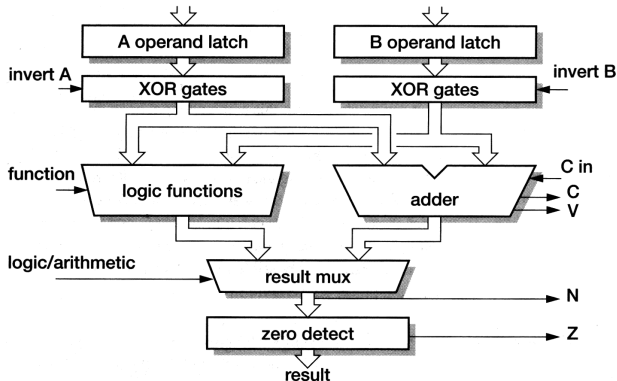 A operand latch
B operand latch
invert A
XOR gates
XOR gates
invert B
function
logic functions
adder
C in
C
V
logic/arithmetic
result mux
N
zero detect
Z
result